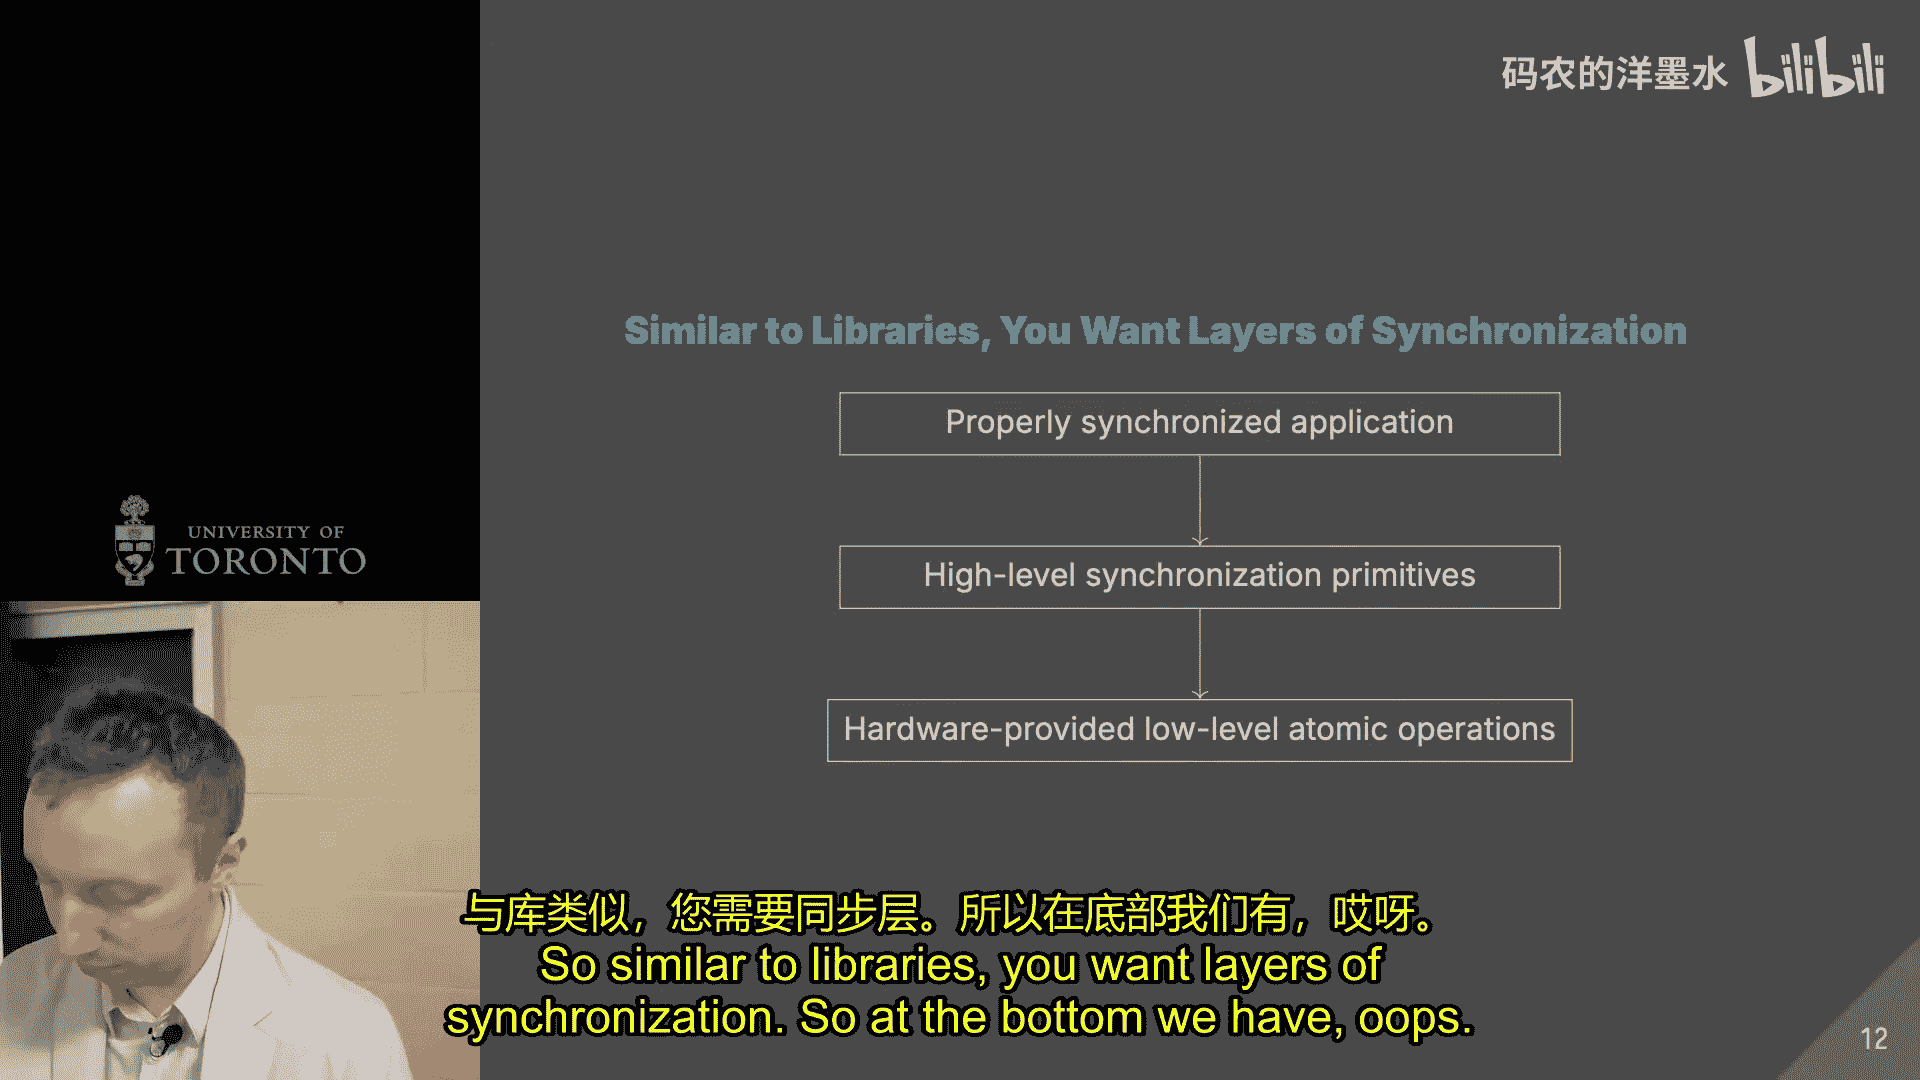 码农的洋墨水 bilibili
Similar to Libraries, You Want Layers of Synchronization
Properly synchronized application
High-level synchronization primitives
Hardware-provided low-level atomic operations
UNIVERSITY OF
TORONTO
与库类似，您需要同步层。所以在底部我们有，哎呀。
So similar to libraries, you want layers of
synchronization. So at the bottom we have, oops.
12